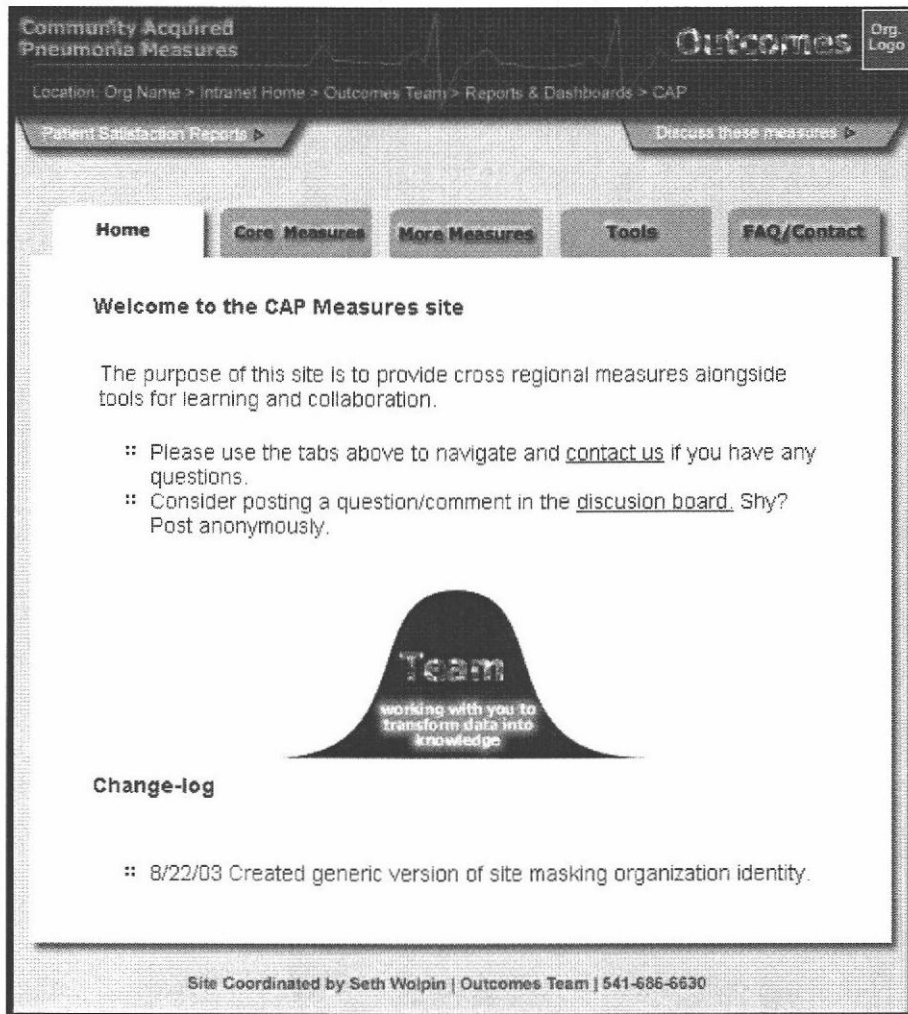 Community Acquired
Pneumonia Measures
Outcomes
Org.
Logo
Location: Org Name > Intranet Home > Outcomes Team > Reports & Dashboards > CAP
Patient Satisfaction Reports
Discuss these measures
Home
Core Measures
More Measures
Tools
FAQ/Contact
Welcome to the CAP Measures site
The purpose of this site is to provide cross regional measures alongside
tools for learning and collaboration.
Please use the tabs above to navigate and contact us if you have any
questions.
Consider posting a question/comment in the discusion board. Shy?
Post anonymously.
Team
working with you to
transform data into
knowledge
Change-log
8/22/03 Created generic version of site masking organization identity.
Site Coordinated by Seth Wolpin | Outcomes Team | 541-686-6630